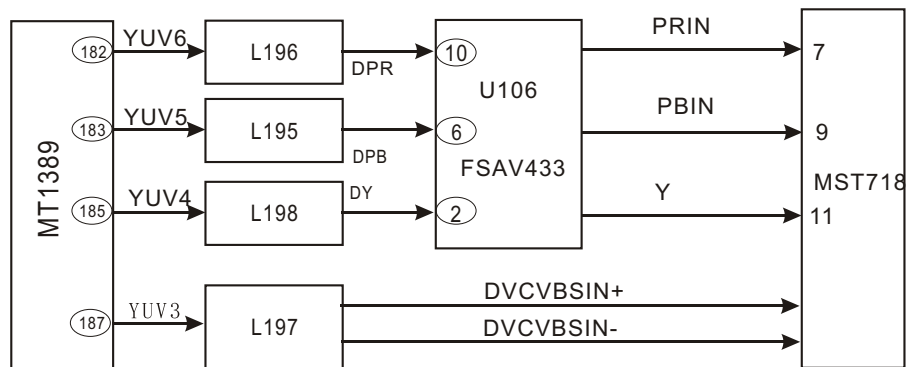 182 YUV6 L196 DPR 10 PRIN 7
U106
183 YUV5 L195 DPB 6 PBIN 9
MT1389
FSAV433
MST718
185 YUV4 L198 DY 2 Y 11
187 YUV3 L197 DVCVBSIN+
DVCVBSIN-